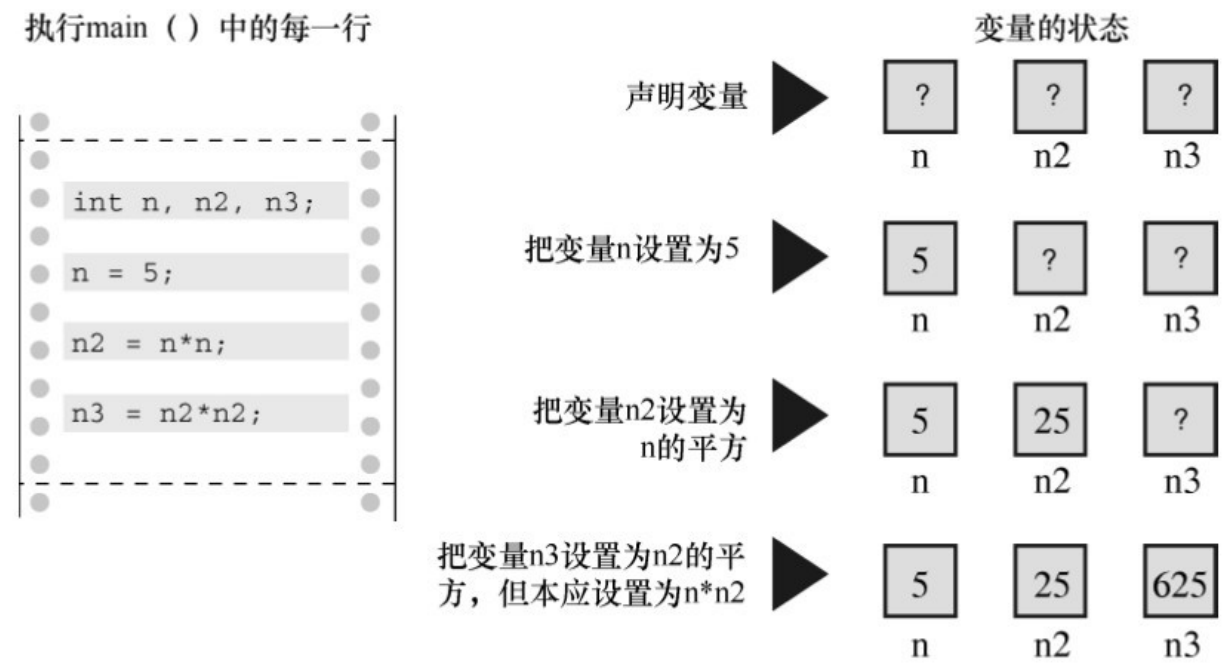 执行main（）中的每一行
变量的状态
int n, n2, n3;
n = 5;
n2 = n*n;
n3 = n2*n2;
声明变量
? ? ?
n n2 n3
把变量n设置为5
5 ? ?
n n2 n3
把变量n2设置为
n的平方
5 25 ?
n n2 n3
把变量n3设置为n2的平
方，但本应设置为n*n2
5 25 625
n n2 n3